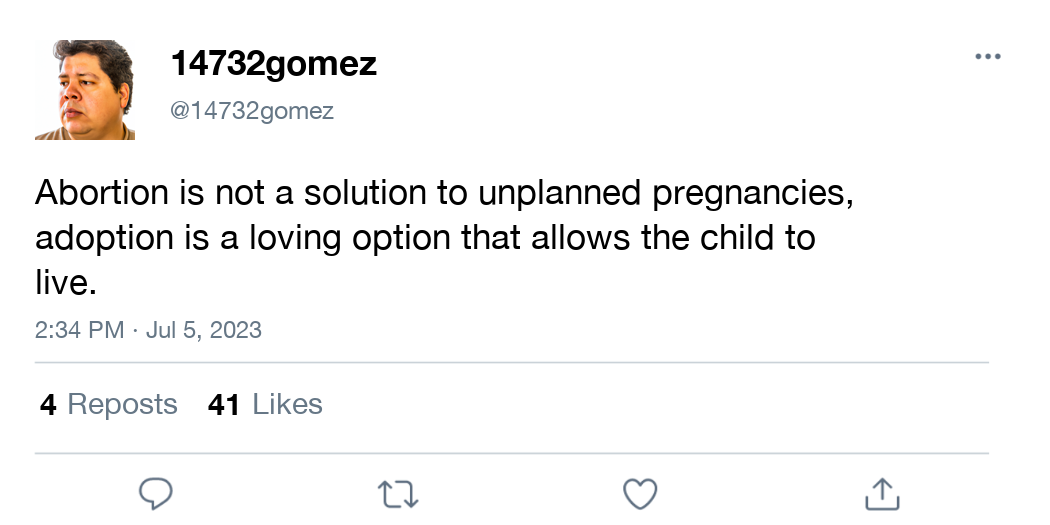 14732gomez
@14732gomez
Abortion is not a solution to unplanned pregnancies,
adoption is a loving option that allows the child to
live.
2:34 PM · Jul 5, 2023
4 Reposts 41 Likes